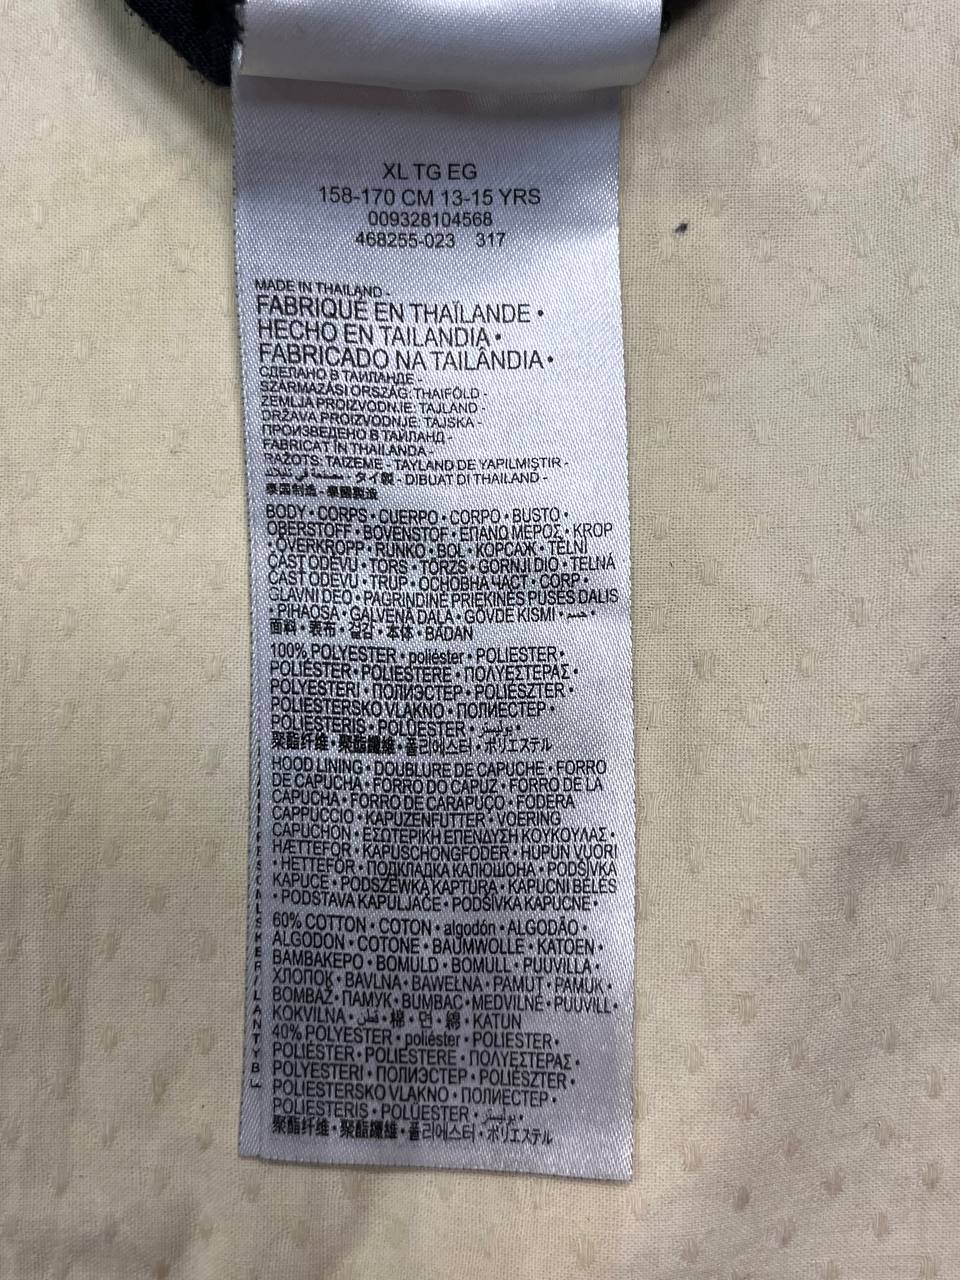 XL TG EG
158-170 CM 13-15 YRS
009328104568
468255-023 317
MADE IN THAILAND -
FABRIQUÉ EN THAÏLANDE •
HECHO EN TAILANDIA •
FABRICADO NA TAILÂNDIA •
СДЕЛАНО В ТАИЛАНДЕ -
SZÁRMAZÁSI ORSZÁG: THAIFÖLD -
ZEMLJA PROIZVODNJE: TAJLAND -
DRŽAVA PROIZVODNJE: TAJSKA -
ПРОИЗВЕДЕНО В ТАЙЛАНД -
FABRICAT ÎN THAILANDA -
RAŽOTS: TAIZEME - TAYLAND DE YAPILMIŞTIR -
タイ製 - DIBUAT DI THAILAND -
泰国制造 - 泰國製造
BODY • CORPS • CUERPO • CORPO • BUSTO •
OBERSTOFF • BOVENSTOF • ΕΠΑΝΩ ΜΕΡΟΣ • KROP
• ÖVERKROPP • RUNKO • BOL • КОРСАЖ • TĚLNÍ
ČÁST ODĚVU • TORS • TÖRZS • GORNJI DIO • TELNÁ
ČASŤ ODEVU • TRUP • ОСНОВНА ЧАСТ • CORP •
GLAVNI DEO • PAGRINDINĖ PRIEKINĖS PUSĖS DALIS
• PIHAOSA • GALVENĀ DAĻA • GÖVDE KISMI • جسم •
面料 • 表布 • 겉감 • 本体 • BADAN
100% POLYESTER • poliéster • POLIESTER •
POLIÉSTER • POLIESTERE • ΠΟΛΥΕΣΤΕΡΑΣ •
POLYESTERI • ПОЛИЭСТЕР • POLIÉSZTER •
POLIESTERSKO VLAKNO • ПОЛИЕСТЕР •
POLIESTERIS • POLÜESTER • بوليستر •
聚酯纤维 • 聚酯纖維 • 폴리에스터 • ポリエステル
HOOD LINING • DOUBLURE DE CAPUCHE • FORRO
DE CAPUCHA • FORRO DO CAPUZ • FORRO DE LA
CAPUCHA • FORRO DE CARAPUÇO • FODERA
CAPPUCCIO • KAPUZENFUTTER • VOERING
CAPUCHON • ΕΣΩΤΕΡΙΚΗ ΕΠΕΝΔΥΣΗ ΚΟΥΚΟΥΛΑΣ •
HÆTTEFOR • KAPUSCHONGFODER • HUPUN VUORI
• HETTEFÔR • ПОДКЛАДКА КАПЮШОНА • PODŠÍVKA
KAPUCE • PODSZEWKA KAPTURA • KAPUCNI BÉLÉS
• PODSTAVA KAPULJAČE • PODŠÍVKA KAPUCNE •
60% COTTON • COTON • algodón • ALGODÃO •
ALGODON • COTONE • BAUMWOLLE • KATOEN •
ΒΑΜΒΑΚΕΡΟ • BOMULD • BOMULL • PUUVILLA •
ХЛОПОК • BAVLNA • BAWEŁNA • PAMUT • PAMUK •
BOMBAŽ • ПАМУК • BUMBAC • MEDVILNĖ • PUUVILL •
KOKVILNA • قطن • 棉 • 면 • 綿 • KATUN
40% POLYESTER • poliéster • POLIESTER •
POLIÉSTER • POLIESTERE • ΠΟΛΥΕΣΤΕΡΑΣ •
POLYESTERI • ПОЛИЭСТЕР • POLIÉSZTER •
POLIESTERSKO VLAKNO • ПОЛИЕСТЕР •
POLIESTERIS • POLÜESTER • بوليستر •
聚酯纤维 • 聚酯纖維 • 폴리에스터 • ポリエステル